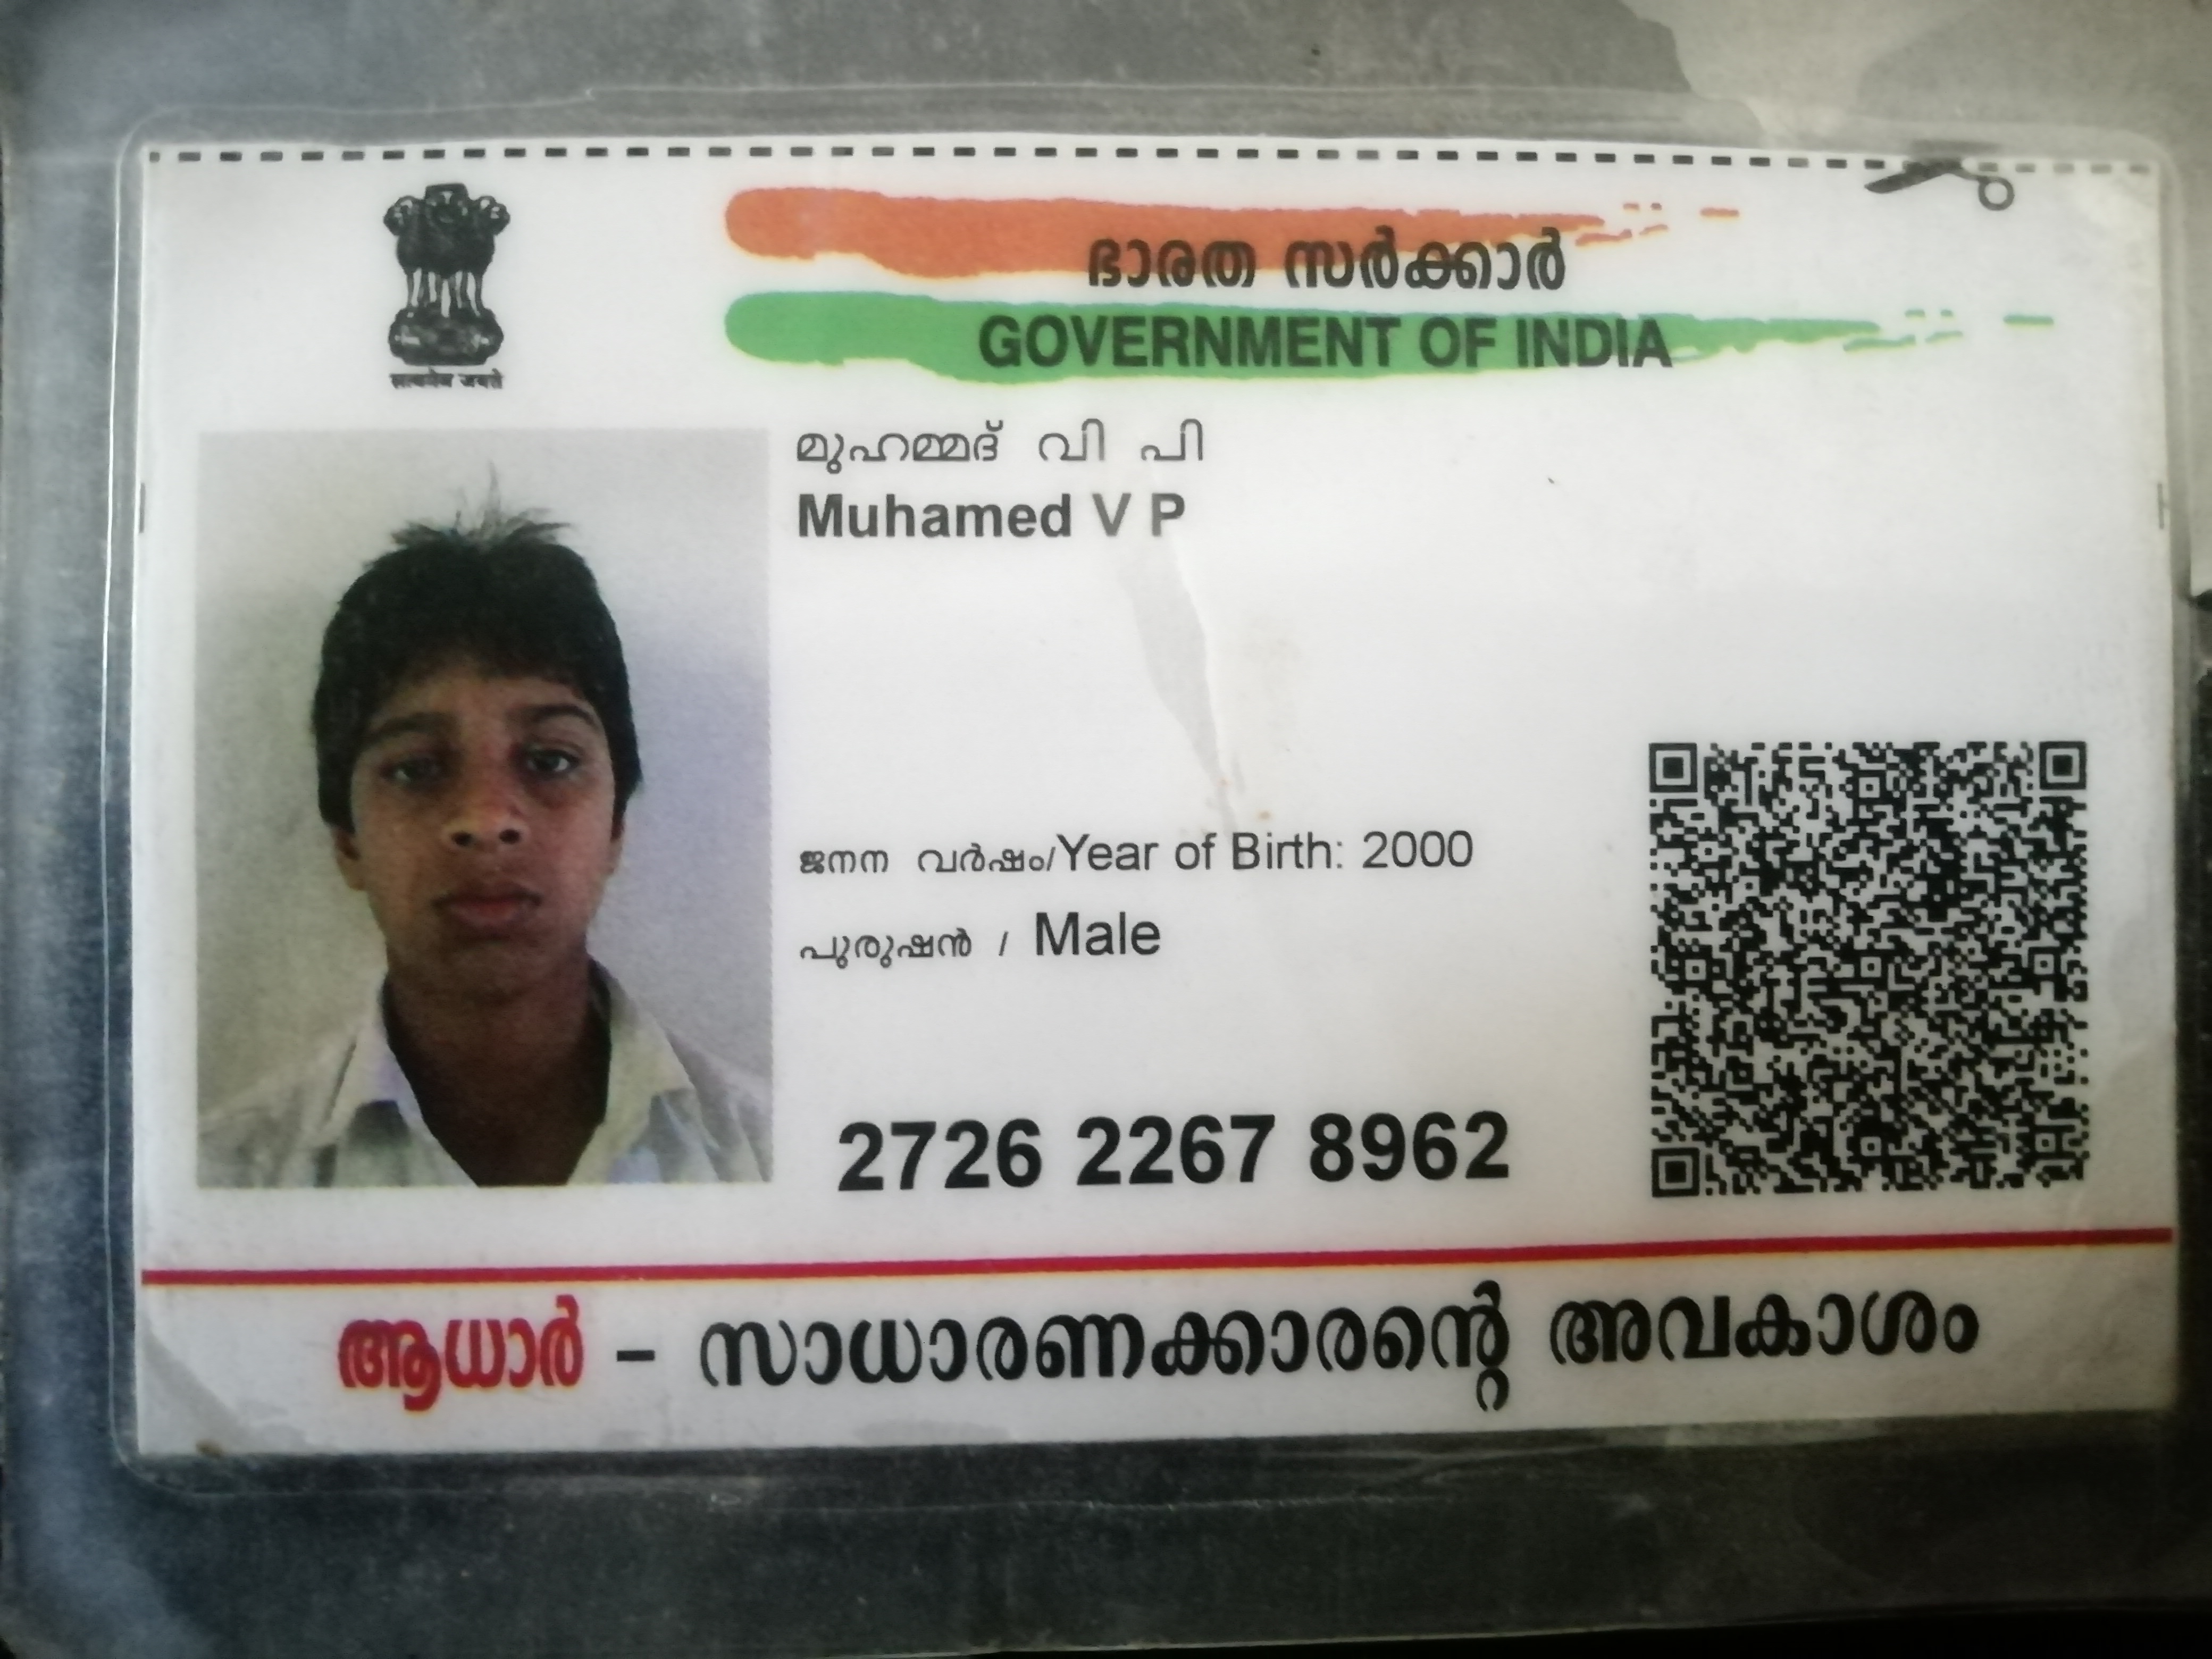 सत्यमेव जयते
ഭാരത സർക്കാർ
GOVERNMENT OF INDIA
മുഹമ്മദ് വി പി
Muhamed V P
ജനന വർഷം/Year of Birth: 2000
പുരുഷൻ / Male
2726 2267 8962
ആധാർ – സാധാരണക്കാരന്റെ അവകാശം